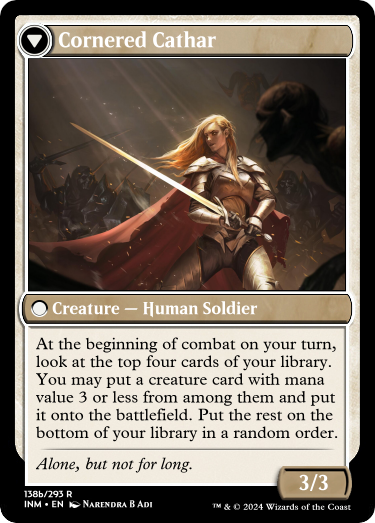 Cornered Cathar
Creature — Human Soldier
At the beginning of combat on your turn,
look at the top four cards of your library.
You may put a creature card with mana
value 3 or less from among them and put
it onto the battlefield. Put the rest on the
bottom of your library in a random order.
Alone, but not for long.
3/3
138b/293 R
INM • EN Narendra B Adi
™ & © 2024 Wizards of the Coast